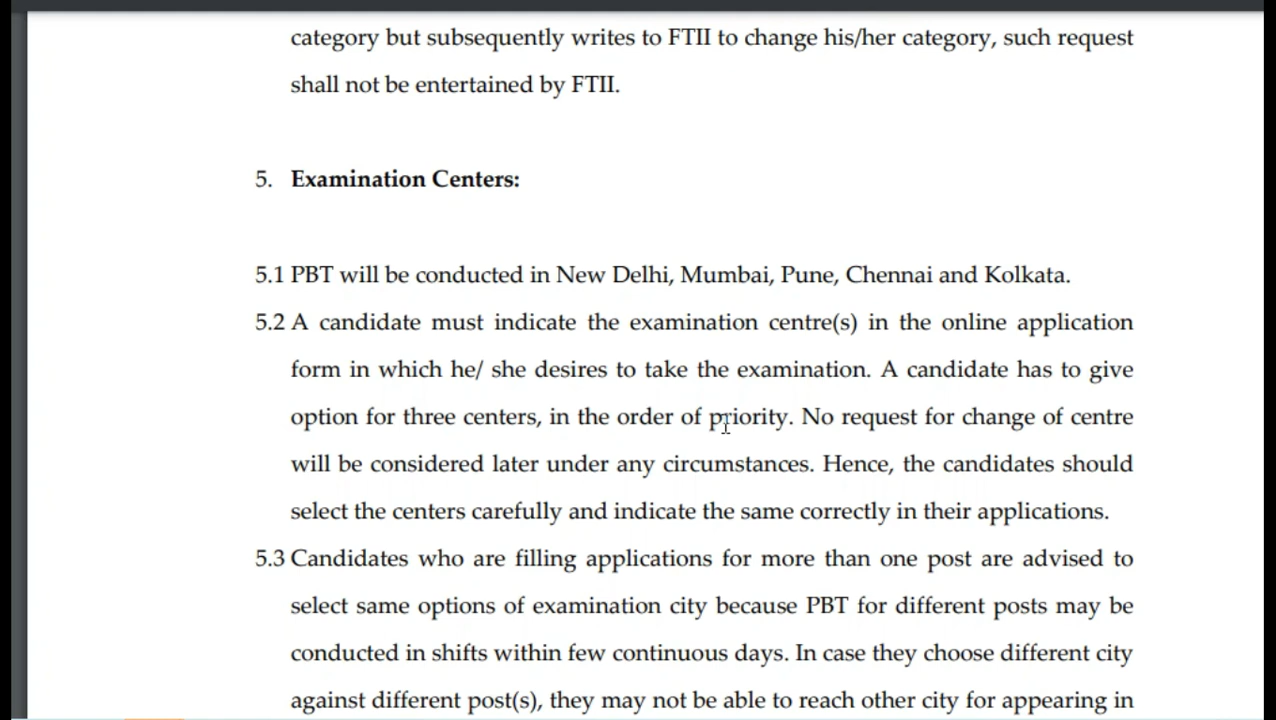 category but subsequently writes to FTII to change his/her category, such request
shall not be entertained by FTII.
5. Examination Centers:
5.1 PBT will be conducted in New Delhi, Mumbai, Pune, Chennai and Kolkata.
5.2 A candidate must indicate the examination centre(s) in the online application
form in which he/ she desires to take the examination. A candidate has to give
option for three centers, in the order of priority. No request for change of centre
will be considered later under any circumstances. Hence, the candidates should
select the centers carefully and indicate the same correctly in their applications.
5.3 Candidates who are filling applications for more than one post are advised to
select same options of examination city because PBT for different posts may be
conducted in shifts within few continuous days. In case they choose different city
against different post(s), they may not be able to reach other city for appearing in